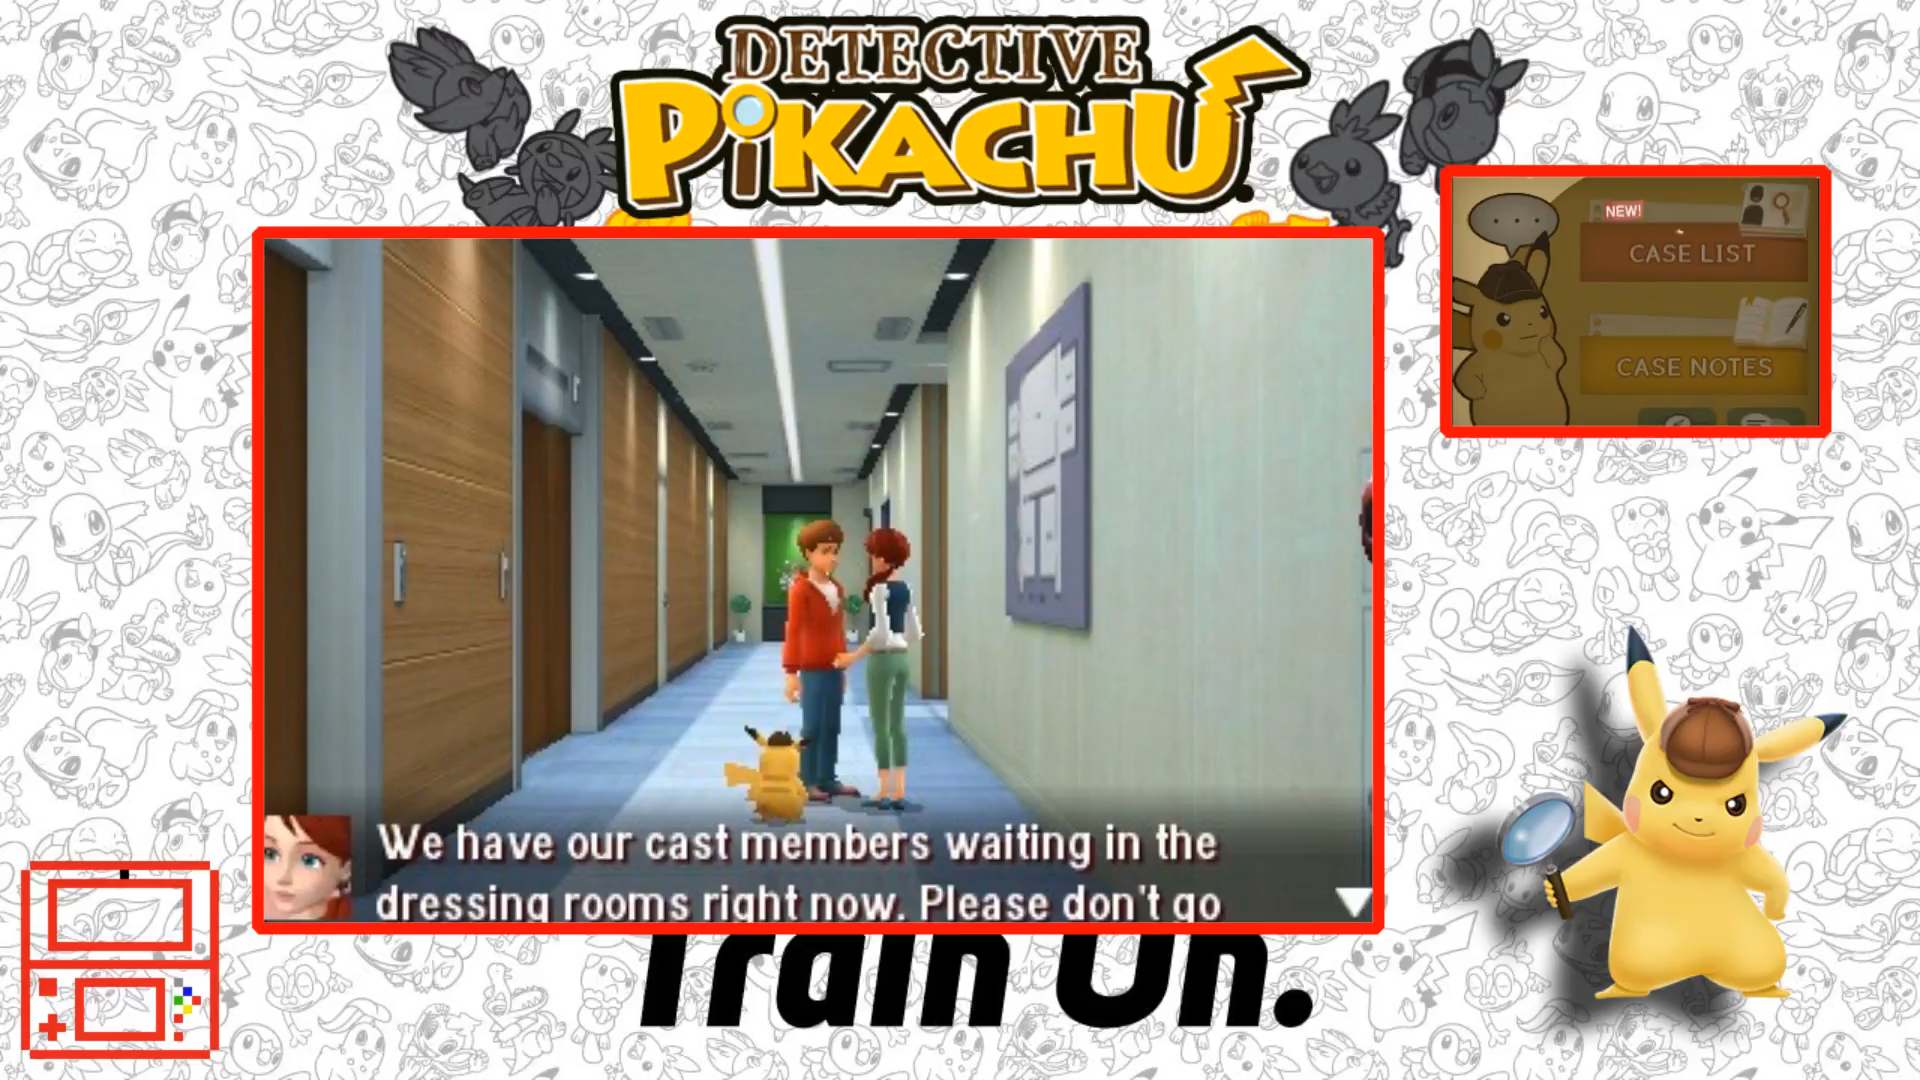 DETECTIVE
PiKACHU
NEW!
CASE LIST
CASE NOTES
We have our cast members waiting in the
dressing rooms right now. Please don't go
Train On.